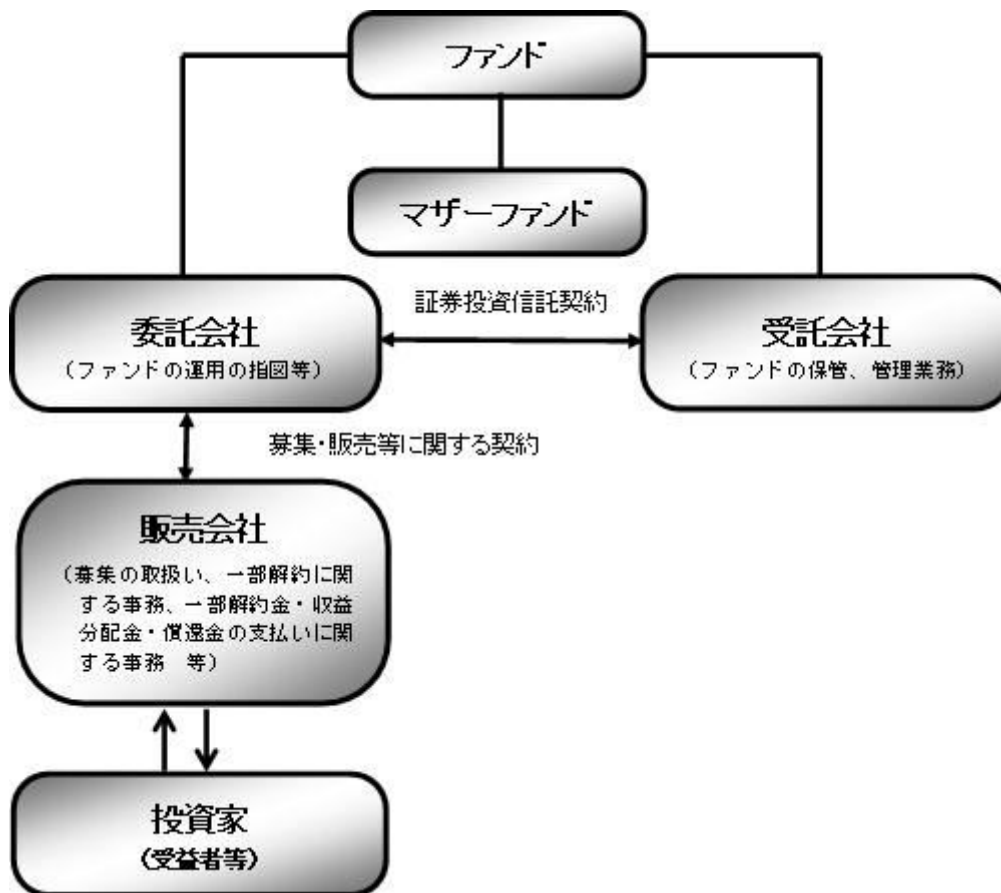 ファンド
マザーファンド
証券投資信託契約
委託会社
(ファンドの運用の指図等)
受託会社
(ファンドの保管、管理業務)
募集・販売等に関する契約
販売会社
(募集の取扱い、一部解約に関
する事務、一部解約金・収益
分配金・償還金の支払いに関
する事務　等)
投資家
(受益者等)